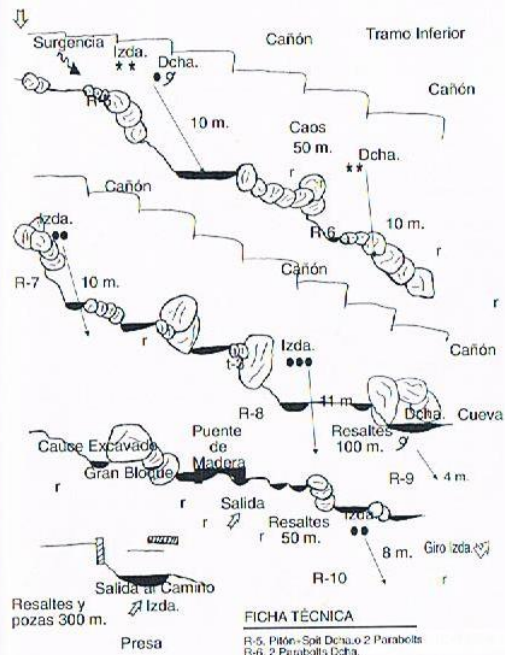 Cañón
Tramo Inferior
Surgencia
Izda.
Dcha.
Cañón
10 m.
Caos
50 m.
Dcha.
r
Cañón
R-6
10 m.
r
Izda.
r
Cañón
R-7
10 m.
r
Izda.
Cañón
R-8
11 m
Dcha.
Cueva
Cauce Excavado
Puente
de
Madera
Resaltes
100 m.
Gran Bloque
R-9
4 m.
r
r
Salida
r
r
Resaltes
50 m.
Izda.
8 m.
Giro Izda.
R-10
r
Salida al Camino
Izda.
Resaltes y
pozas 300 m.
Presa
FICHA TÉCNICA
R-5. Pitón+Spit Dcha.o 2 Parabolts
R-6. 2 Parabolts Dcha.